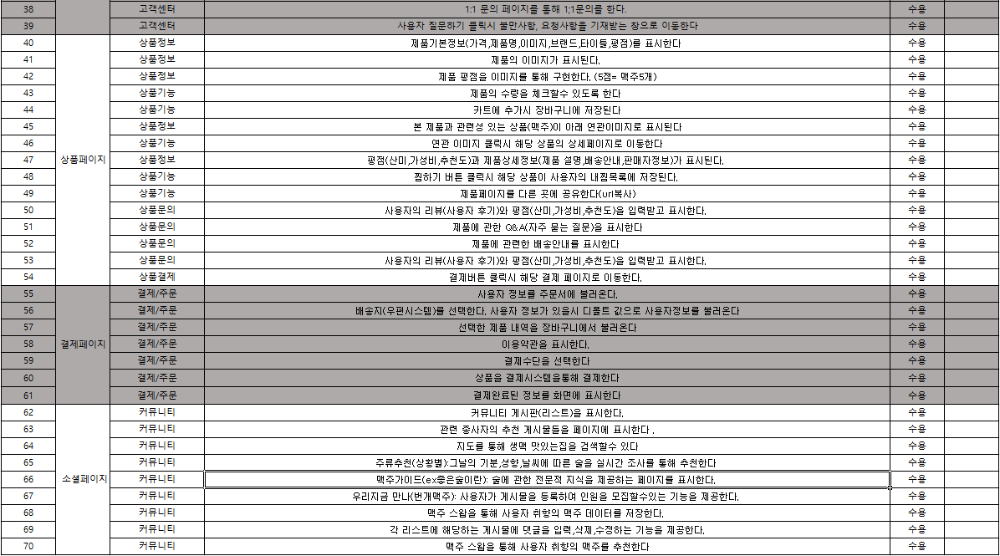 38 고객센터 1:1 문의 페이지를 통해 1;1문의를 한다. 수용
39 고객센터 사용자 질문하기 클릭시 불만사항, 요청사항을 기재받는 창으로 이동한다 수용
40 상품정보 제품기본정보(가격,제품명,이미지,브랜드,타이틀,평점)를 표시한다 수용
41 상품정보 제품의 이미지가 표시된다. 수용
42 상품정보 제품 평점을 이미지를 통해 구현한다. (5점= 맥주5개) 수용
43 상품기능 제품의 수량을 체크할수 있도록 한다 수용
44 상품기능 카트에 추가시 장바구니에 저장된다 수용
45 상품정보 본 제품과 관련성 있는 상품(맥주)이 아래 연관이미지로 표시된다 수용
46 상품기능 연관 이미지 클릭시 해당 상품의 상세페이지로 이동한다 수용
47 상품페이지 상품정보 평점(산미,가성비,추천도)과 제품상세정보(제품 설명,배송안내,판매자정보)가 표시된다. 수용
48 상품기능 찜하기 버튼 클릭시 해당 상품이 사용자의 내찜목록에 저장된다. 수용
49 상품기능 제품페이지를 다른 곳에 공유한다(url복사) 수용
50 상품문의 사용자의 리뷰(사용자 후기)와 평점(산미,가성비,추천도)을 입력받고 표시한다. 수용
51 상품문의 제품에 관한 Q&A(자주 묻는 질문)을 표시한다 수용
52 상품문의 제품에 관련한 배송안내를 표시한다 수용
53 상품문의 사용자의 리뷰(사용자 후기)와 평점(산미,가성비,추천도)을 입력받고 표시한다. 수용
54 상품결제 결제버튼 클릭시 해당 결제 페이지로 이동한다. 수용
55 결제/주문 사용자 정보를 주문서에 불러온다. 수용
56 결제/주문 배송지(우편시스템)를 선택한다. 사용자 정보가 있을시 디폴트 값으로 사용자정보를 불러온다 수용
57 결제/주문 선택한 제품 내역을 장바구니에서 불러온다 수용
58 결제페이지 결제/주문 이용약관을 표시한다. 수용
59 결제/주문 결제수단을 선택한다 수용
60 결제/주문 상품을 결제시스템을통해 결제한다 수용
61 결제/주문 결제완료된 정보를 화면에 표시한다 수용
62 커뮤니티 커뮤니티 게시판(리스트)을 표시한다. 수용
63 커뮤니티 관련 종사자의 추천 게시물들을 페이지에 표시한다 . 수용
64 커뮤니티 지도를 통해 생맥 맛있는집을 검색할수 있다 수용
65 커뮤니티 주류추천(상황별):그날의 기분,성향,날씨에 따른 술을 실시간 조사를 통해 추천한다 수용
66 소셜페이지 커뮤니티 맥주가이드(ex좋은술이란): 술에 관한 전문적 지식을 제공하는 페이지를 표시한다. 수용
67 커뮤니티 우리지금 만나(번개맥주): 사용자가 게시물을 등록하여 인원을 모집할수있는 기능을 제공한다. 수용
68 커뮤니티 맥주 스왑을 통해 사용자 취향의 맥주 데이터를 저장한다. 수용
69 커뮤니티 각 리스트에 해당하는 게시물에 댓글을 입력,삭제,수정하는 기능을 제공한다. 수용
70 커뮤니티 맥주 스왑을 통해 사용자 취향의 맥주를 추천한다 수용